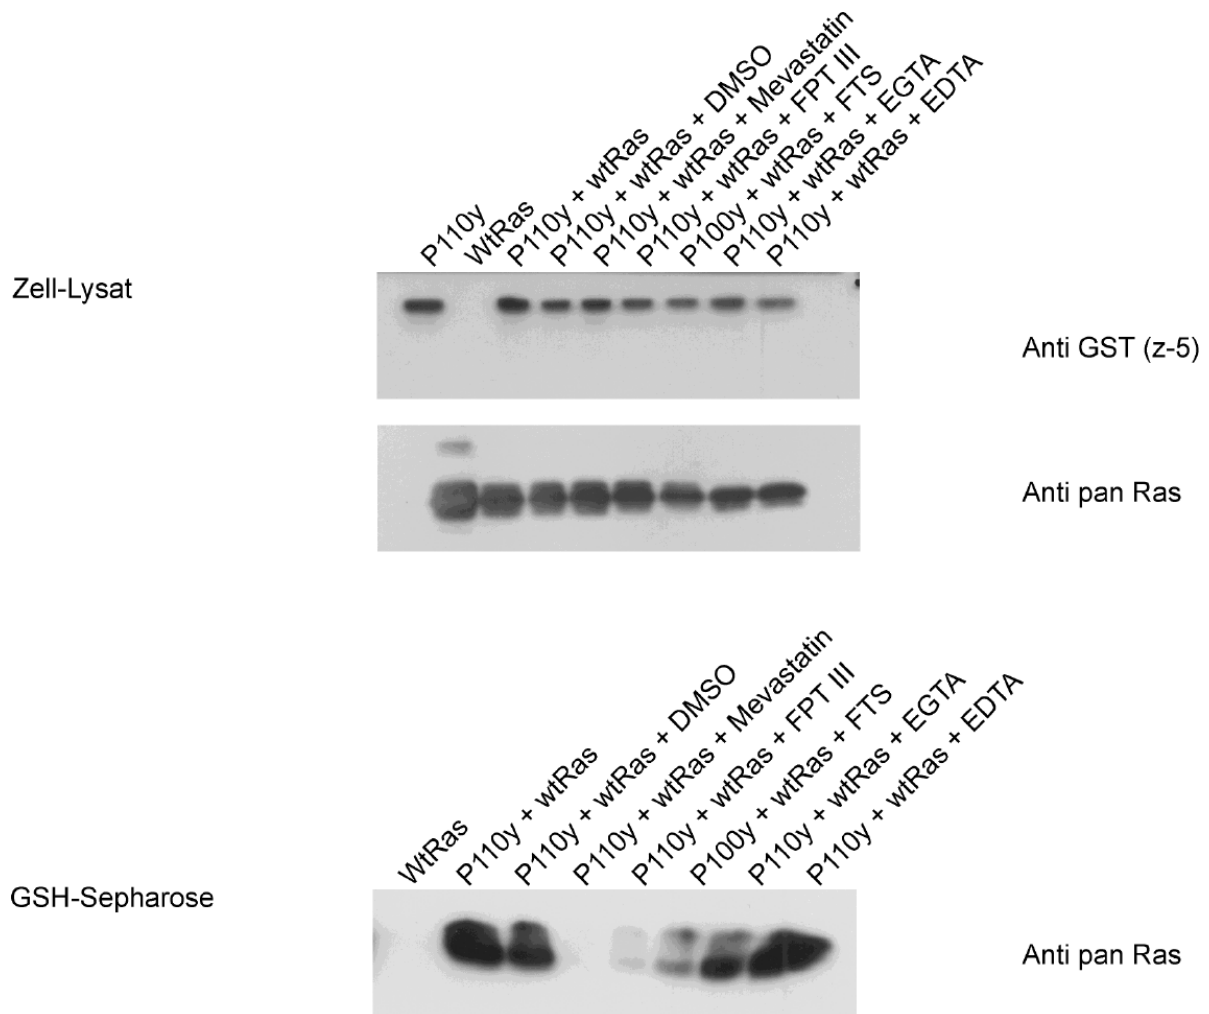 P110y
WtRas
P110y + wtRas
P110y + wtRas + DMSO
P110y + wtRas + Mevastatin
P110y + wtRas + FPT III
P100y + wtRas + FTS
P110y + wtRas + EGTA
P110y + wtRas + EDTA
Zell-Lysat
Anti GST (z-5)
Anti pan Ras
WtRas
P110y + wtRas
P110y + wtRas + DMSO
P110y + wtRas + Mevastatin
P110y + wtRas + FPT III
P100y + wtRas + FTS
P110y + wtRas + EGTA
P110y + wtRas + EDTA
GSH-Sepharose
Anti pan Ras